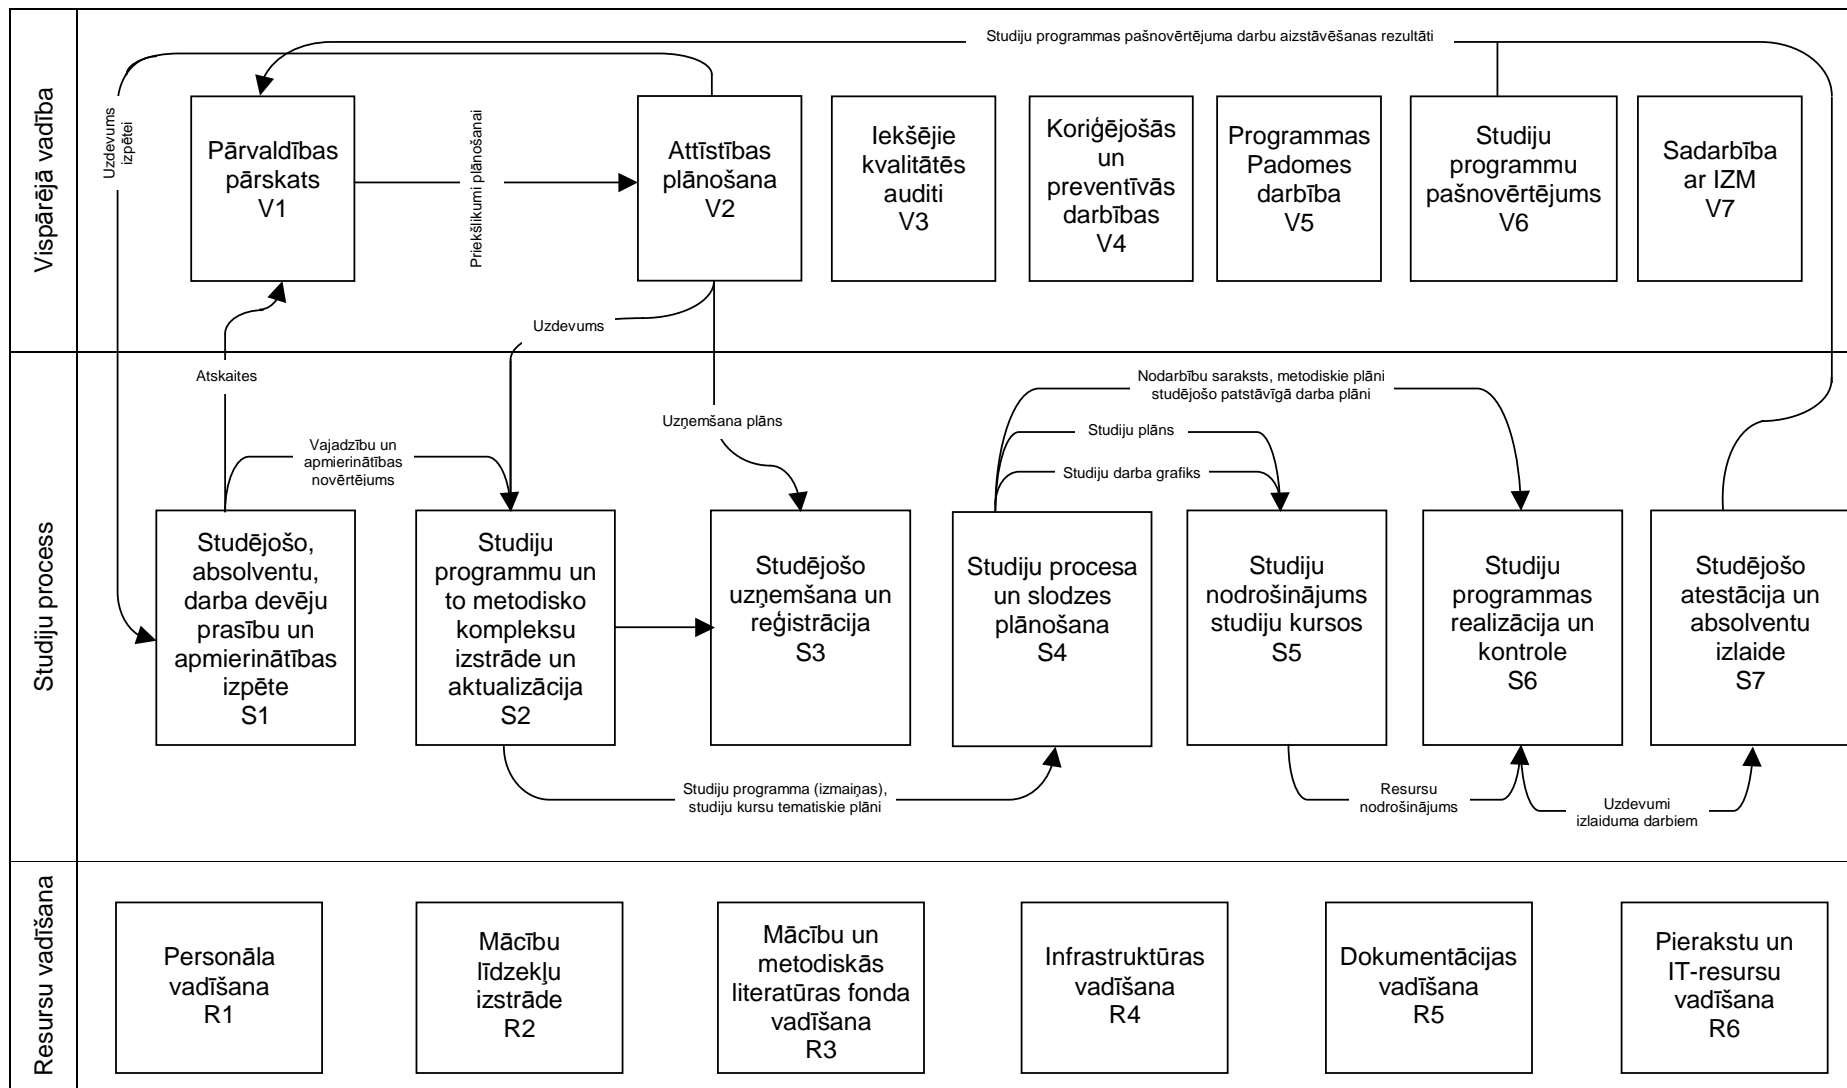 Vispārējā vadība
Studiju programmas pašnovērtējuma darbu aizstāvēšanas rezultāti
Uzdevums
izpētei
Pārvaldības
pārskats
V1
Priekšlikumi plānošanai
Attīstības
plānošana
V2
Iekšējie
kvalitātēs
auditi
V3
Koriģējošās
un
preventīvās
darbības
V4
Programmas
Padomes
darbība
V5
Studiju
programmu
pašnovērtējums
V6
Sadarbība
ar IZM
V7
Uzdevums
Studiju process
Atskaites
Vajadzību un
apmierinātības
novērtējums
Uzņemšana plāns
Nodarbību saraksts, metodiskie plāni
studējošo patstāvīgā darba plāni
Studiju plāns
Studiju darba grafiks
Studējošo,
absolventu,
darba devēju
prasību un
apmierinātības
izpēte
S1
Studiju
programmu un
to metodisko
kompleksu
izstrāde un
aktualizācija
S2
Studējošo
uzņemšana un
reģistrācija
S3
Studiju procesa
un slodzes
plānošana
S4
Studiju
nodrošinājums
studiju kursos
S5
Studiju
programmas
realizācija un
kontrole
S6
Studējošo
atestācija un
absolventu
izlaide
S7
Studiju programma (izmaiņas),
studiju kursu tematiskie plāni
Resursu
nodrošinājums
Uzdevumi
izlaiduma darbiem
Resursu vadīšana
Personāla
vadīšana
R1
Mācību
līdzekļu
izstrāde
R2
Mācību un
metodiskās
literatūras fonda
vadīšana
R3
Infrastruktūras
vadīšana
R4
Dokumentācijas
vadīšana
R5
Pierakstu un
IT-resursu
vadīšana
R6